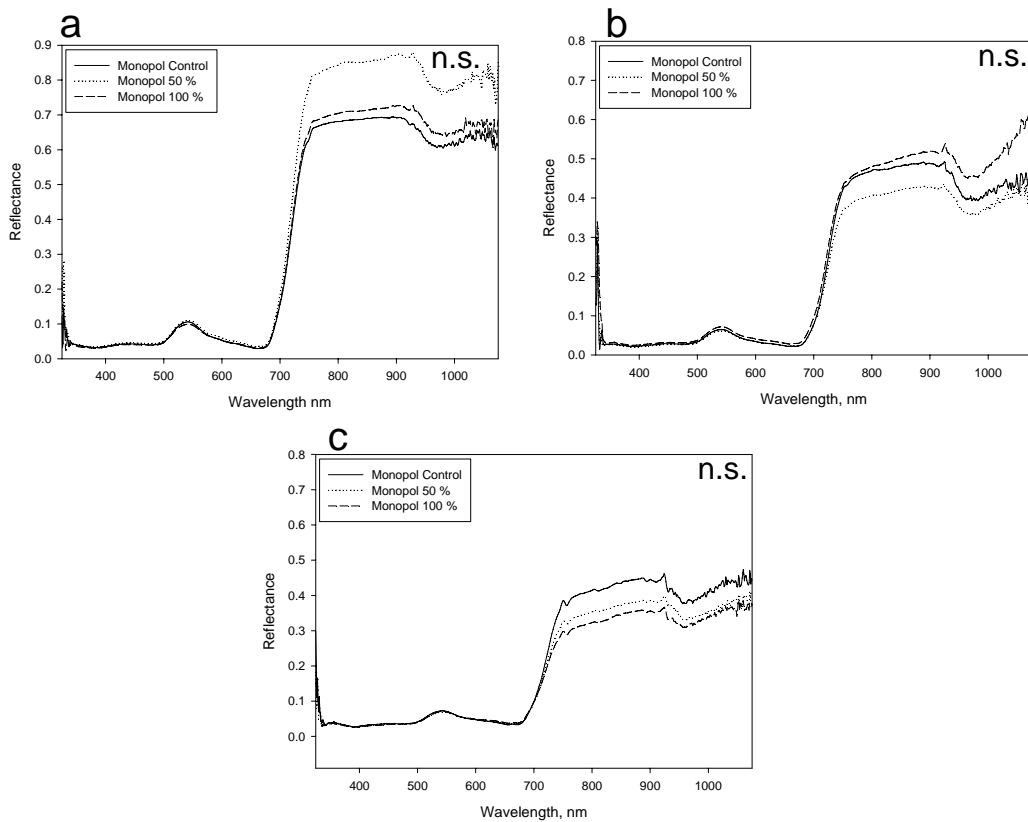 a
n.s.
Monopol Control
Monopol 50 %
Monopol 100 %
Reflectance
0.9
0.8
0.7
0.6
0.5
0.4
0.3
0.2
0.1
0.0
400 500 600 700 800 900 1000
Wavelength nm
b
n.s.
Monopol Control
Monopol 50 %
Monopol 100 %
Reflectance
0.8
0.7
0.6
0.5
0.4
0.3
0.2
0.1
0.0
400 500 600 700 800 900 1000
Wavelength, nm
c
n.s.
Monopol Control
Monopol 50 %
Monopol 100 %
Reflectance
0.8
0.7
0.6
0.5
0.4
0.3
0.2
0.1
0.0
400 500 600 700 800 900 1000
Wavelength, nm